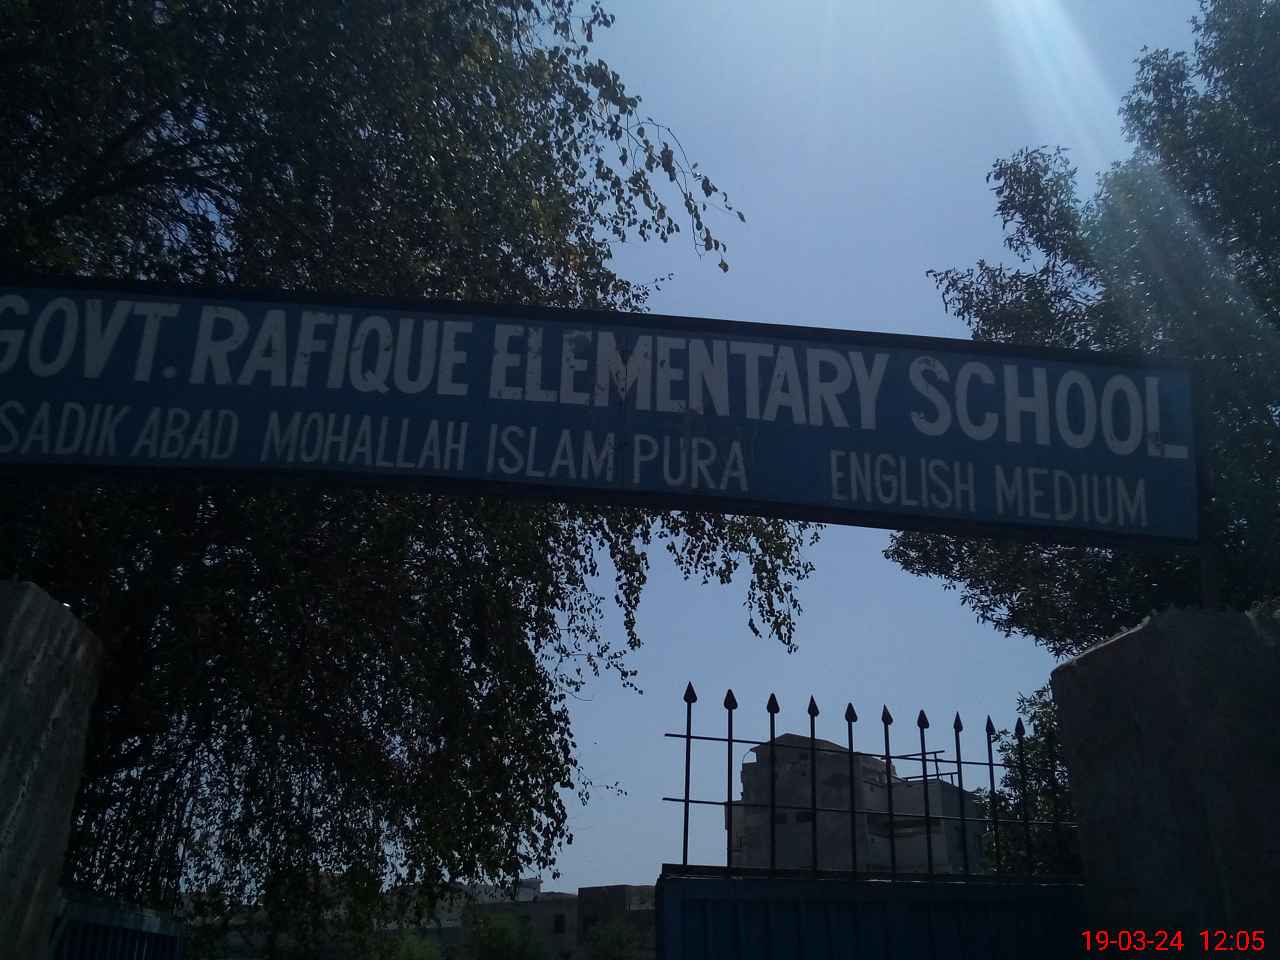 GOVT. RAFIQUE ELEMENTARY SCHOOL
SADIK ABAD MOHALLAH ISLAM PURA ENGLISH MEDIUM
19-03-24 12:05